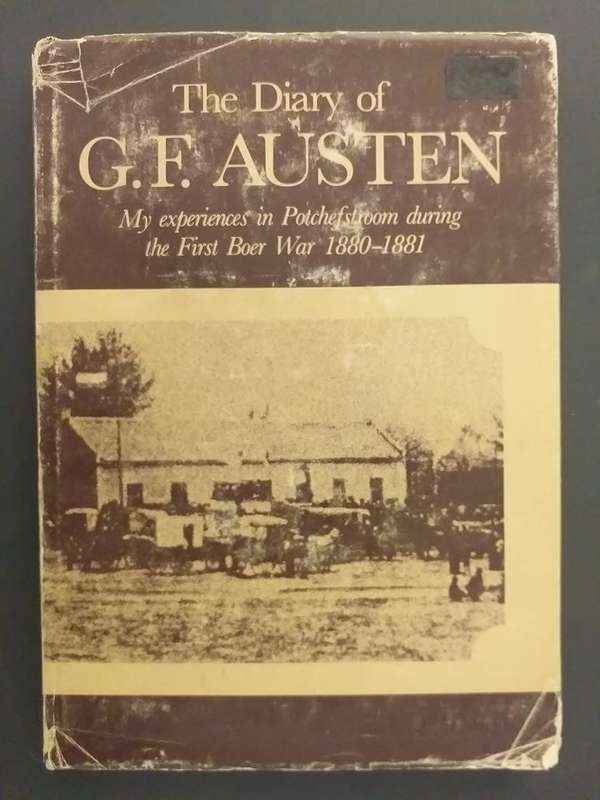 The Diary of
G.F. AUSTEN
My experiences in Potchefstroom during
the First Boer War 1880–1881